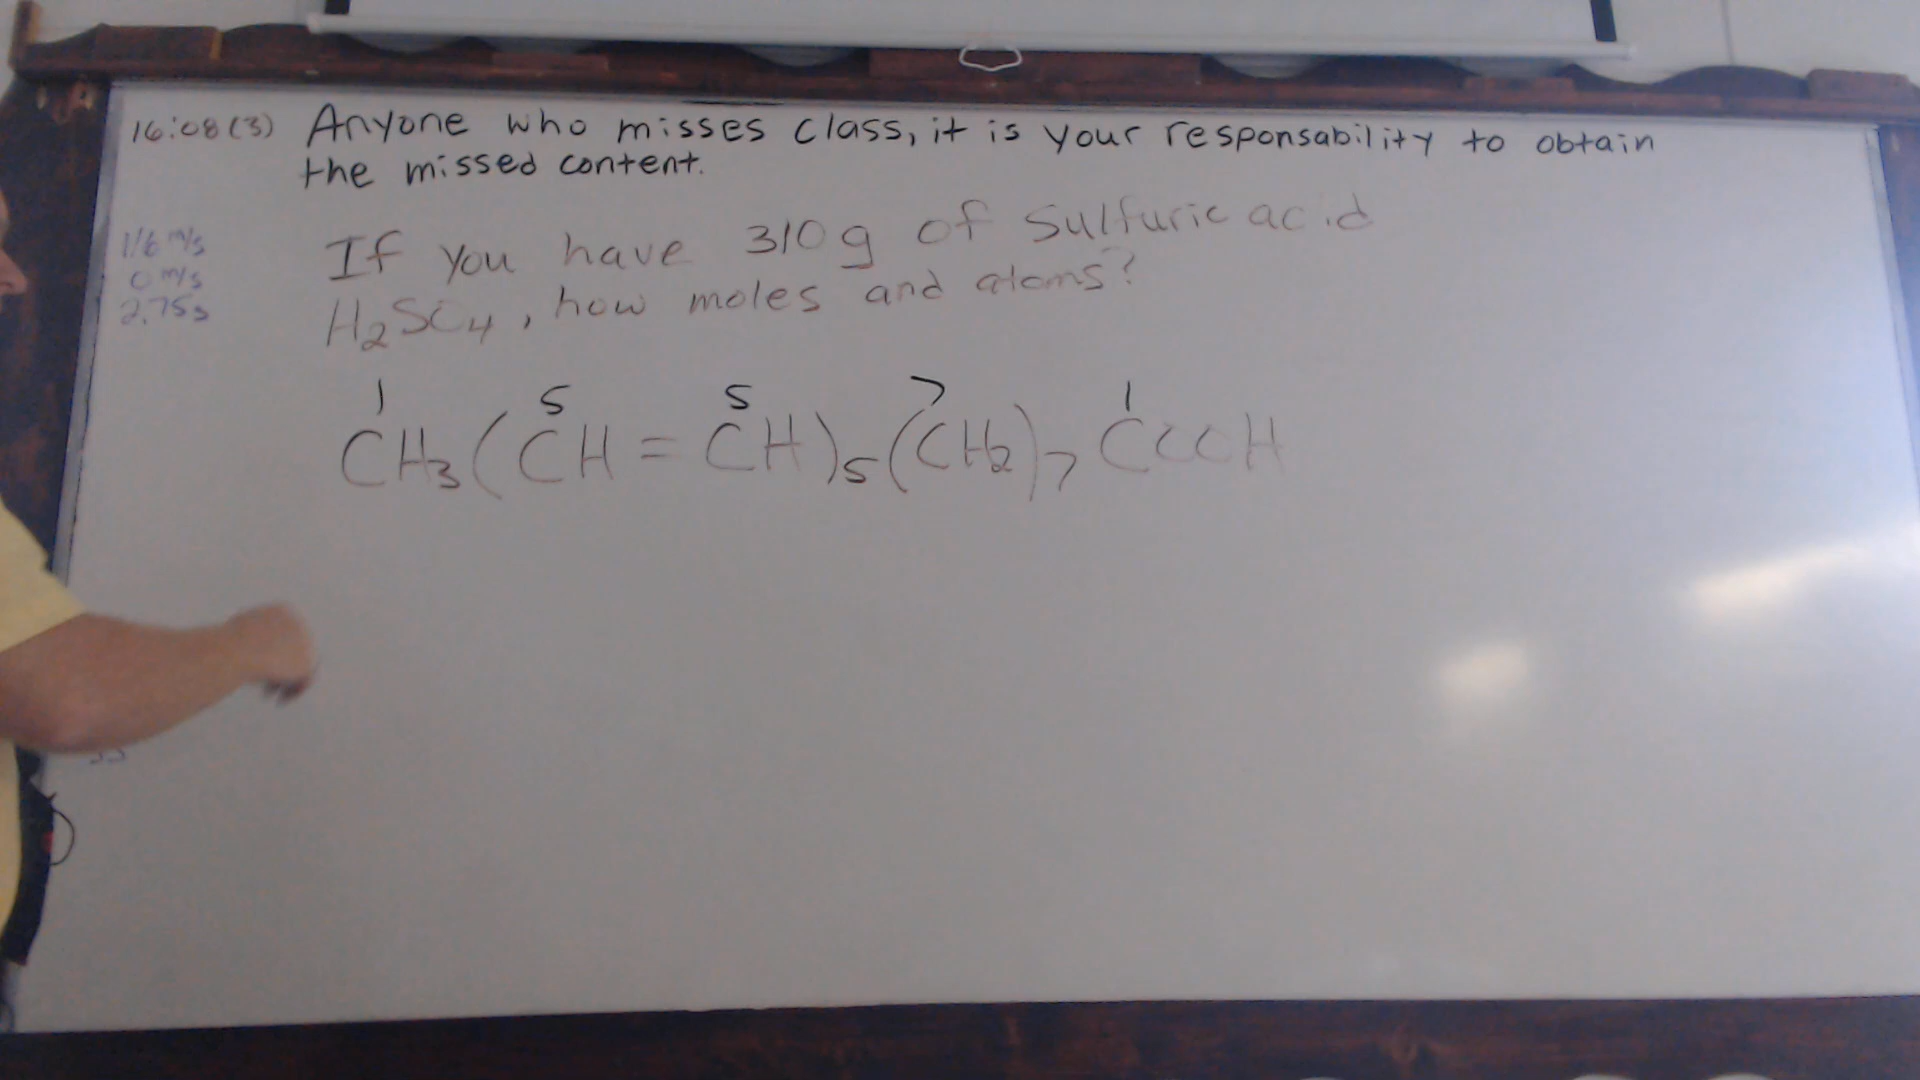 16:08(3) Anyone who misses class, it is your responsability to obtain
the missed content.
1/6 m/s
0 m/s
2.75s
If you have 310g of sulfuric acid
H2SO4, how moles and atoms?
1 5 5 7 1
CH3(CH=CH)5(CH2)7COOH